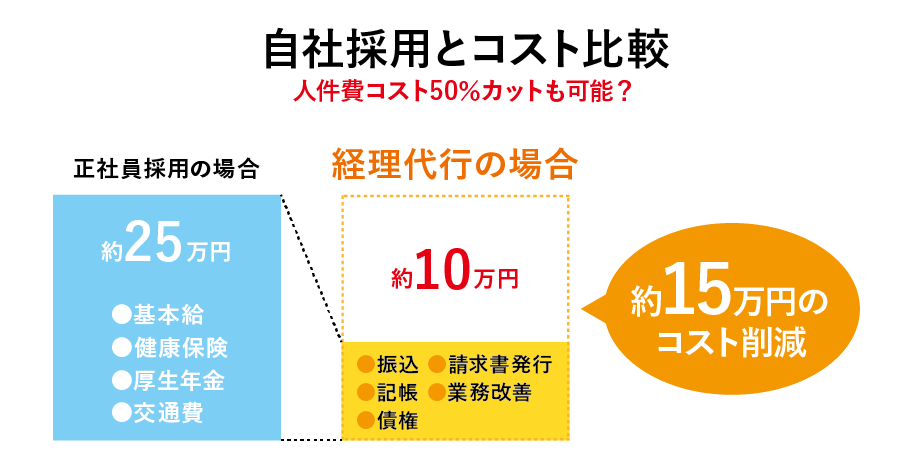 自社採用とコスト比較
人件費コスト50%カットも可能？
正社員採用の場合
約25万円
●基本給
●健康保険
●厚生年金
●交通費
経理代行の場合
約10万円
●振込 ●請求書発行
●記帳 ●業務改善
●債権
約15万円の
コスト削減